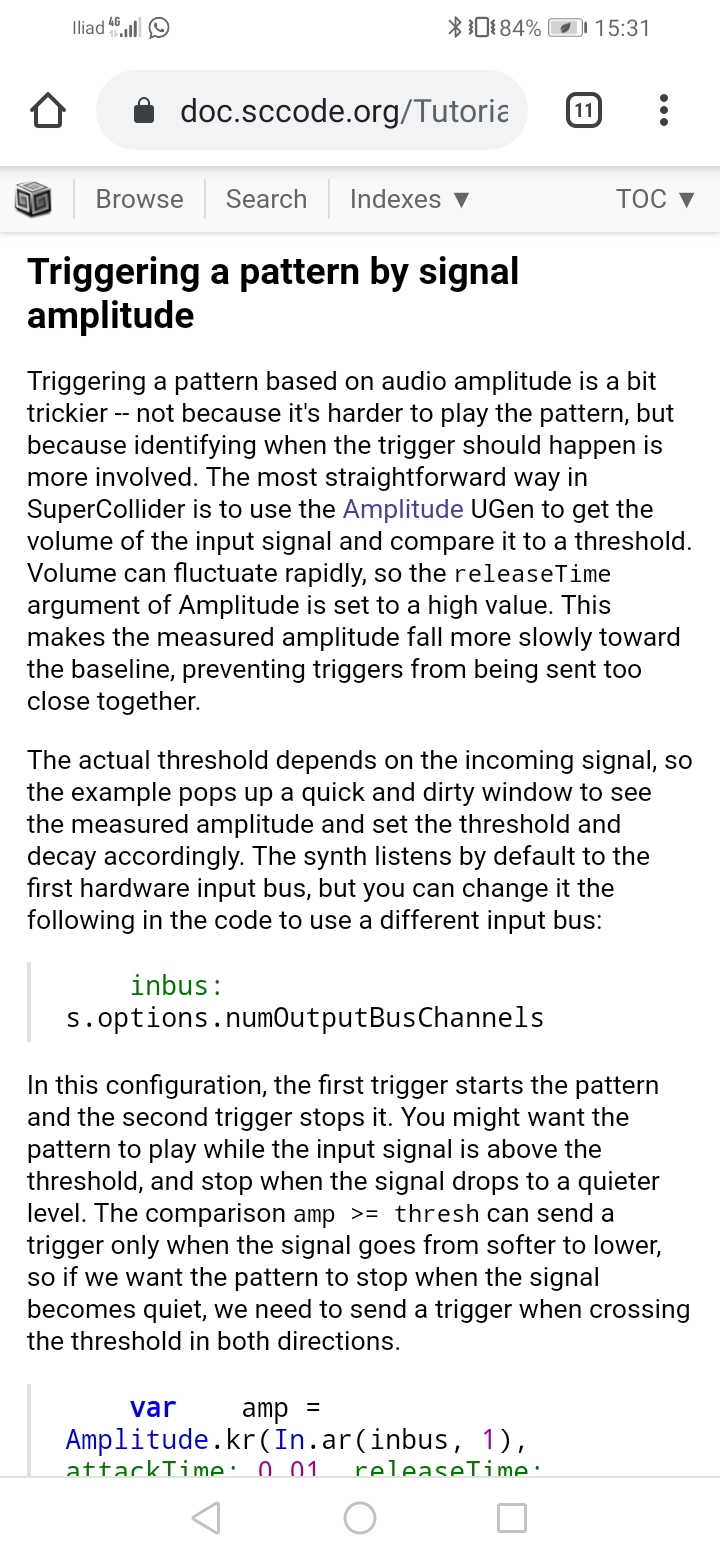 Iliad 4G 84% 15:31
doc.sccode.org/Tutoria 11
Browse Search Indexes ▼ TOC ▼
Triggering a pattern by signal
amplitude
Triggering a pattern based on audio amplitude is a bit
trickier -- not because it's harder to play the pattern, but
because identifying when the trigger should happen is
more involved. The most straightforward way in
SuperCollider is to use the Amplitude UGen to get the
volume of the input signal and compare it to a threshold.
Volume can fluctuate rapidly, so the releaseTime
argument of Amplitude is set to a high value. This
makes the measured amplitude fall more slowly toward
the baseline, preventing triggers from being sent too
close together.
The actual threshold depends on the incoming signal, so
the example pops up a quick and dirty window to see
the measured amplitude and set the threshold and
decay accordingly. The synth listens by default to the
first hardware input bus, but you can change it the
following in the code to use a different input bus:
inbus:
s.options.numOutputBusChannels
In this configuration, the first trigger starts the pattern
and the second trigger stops it. You might want the
pattern to play while the input signal is above the
threshold, and stop when the signal drops to a quieter
level. The comparison amp >= thresh can send a
trigger only when the signal goes from softer to lower,
so if we want the pattern to stop when the signal
becomes quiet, we need to send a trigger when crossing
the threshold in both directions.
var amp =
Amplitude.kr(In.ar(inbus, 1),
attackTime: 0.01, releaseTime: